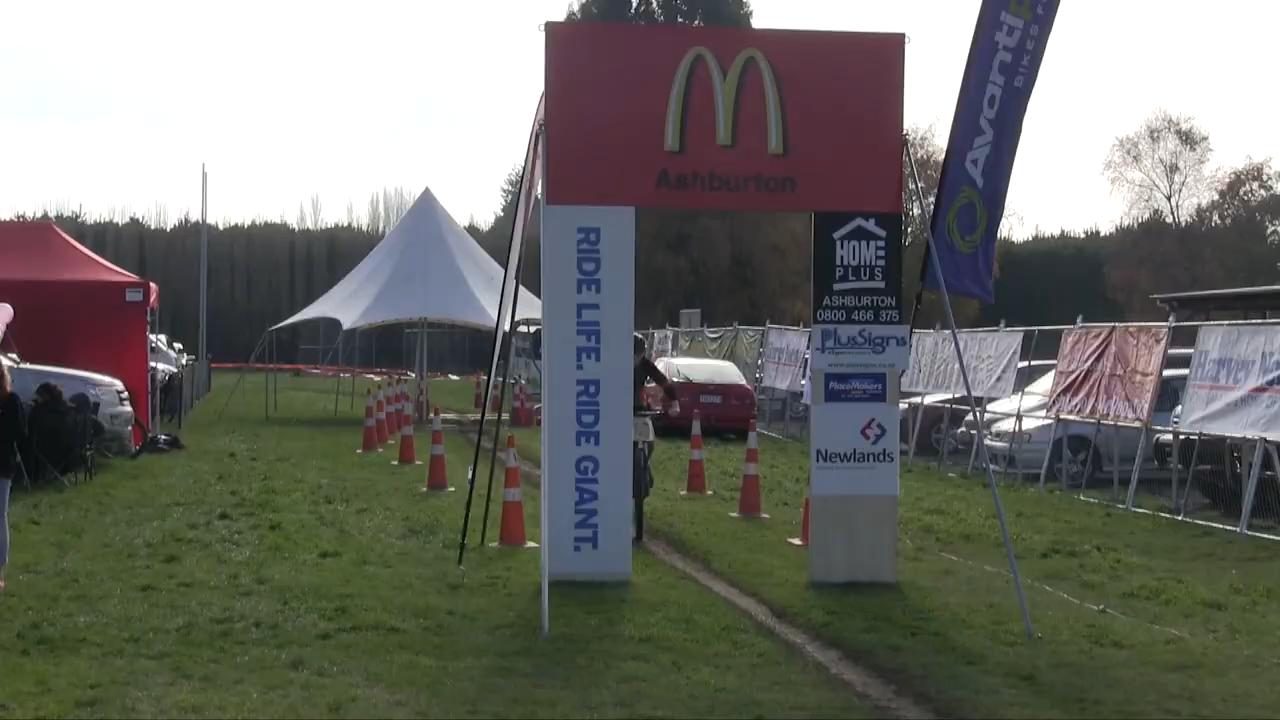 Ashburton
AVanti
BIKES
RIDE LIFE. RIDE GIANT.
HOME
PLUS
ASHBURTON
0800 466 375
PlusSigns
PlaceMakers
Newlands